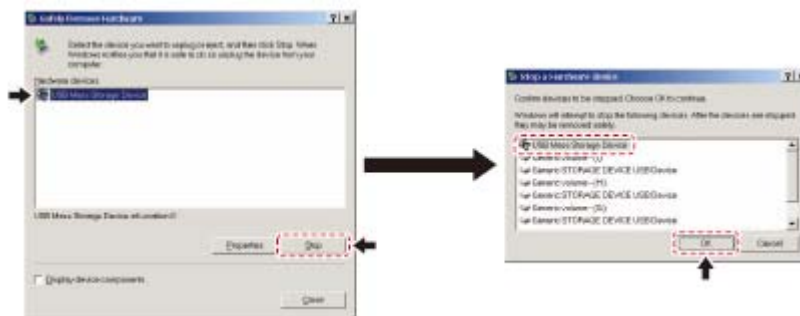 Safely Remove Hardware
Select the device you want to unplug or eject, and then click Stop. When
Windows notifies you that it is safe to do so unplug the device from your
computer.
Hardware devices:
USB Mass Storage Device
USB Mass Storage Device at
Properties
Stop
Display device components
Close
Stop a Hardware device
Confirm devices to be stopped. Choose OK to continue.
Windows will attempt to stop the following devices. After the devices are stopped
they may be removed safely.
USB Mass Storage Device
Generic volume
Generic STORAGE DEVICE USB Device
Generic volume - (H:)
Generic STORAGE DEVICE USB Device
Generic volume - (G:)
Generic STORAGE DEVICE USB Device
OK
Cancel